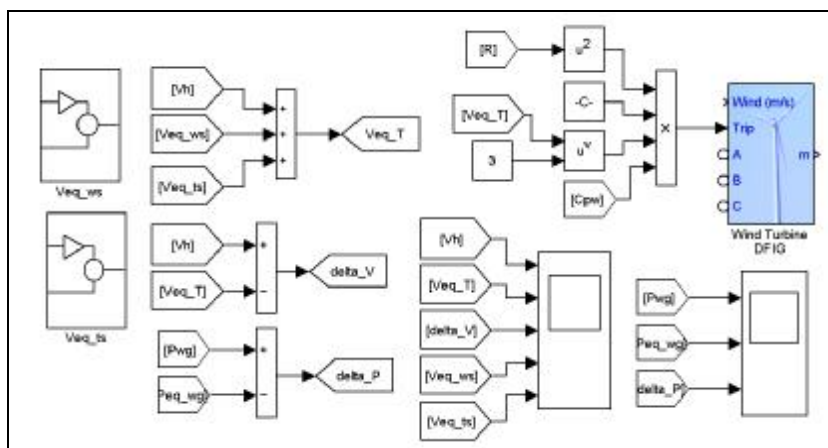 Veq_ws
Veq_ts
[Vh]
[Veq_ws]
[Veq_ts]
+
+
+
Veq_T
[Vh]
[Veq_T]
+
−
delta_V
[Pwg]
Peq_wg]
+
−
delta_P
[R]
u²
-C-
[Veq_T]
3
uᵛ
[Cpw]
×
Wind (m/s)
Trip
A
B
C
m
Wind Turbine
DFIG
[Vh]
[Veq_T]
[delta_V]
[Veq_ws]
[Veq_ts]
[Pwg]
Peq_wg]
delta_P]